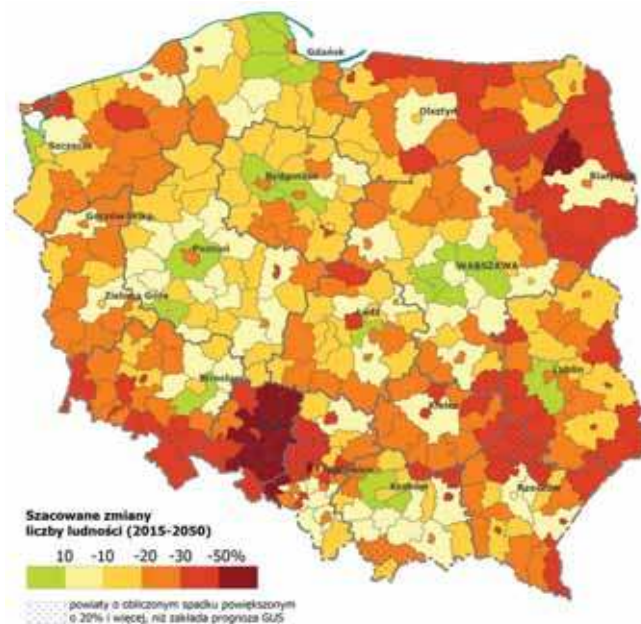 Gdańsk
Olsztyn
Szczecin
Białystok
Bydgoszcz
Gorzów Wlkp.
Poznań
WARSZAWA
Zielona Góra
Łódź
Lublin
Wrocław
Kielce
Katowice
Kraków
Rzeszów
Szacowane zmiany
liczby ludności (2015-2050)
10 -10 -20 -30 -50%
powiaty o obliczonym spadku powiększonym
o 20% i więcej, niż zakłada prognoza GUS